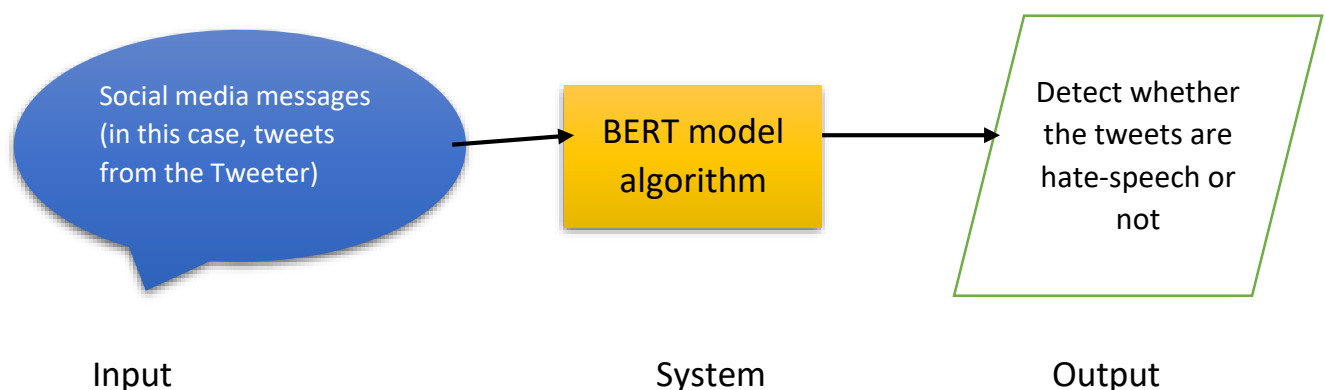 Social media messages
(in this case, tweets
from the Tweeter)
BERT model
algorithm
Detect whether
the tweets are
hate-speech or
not
Input
System
Output